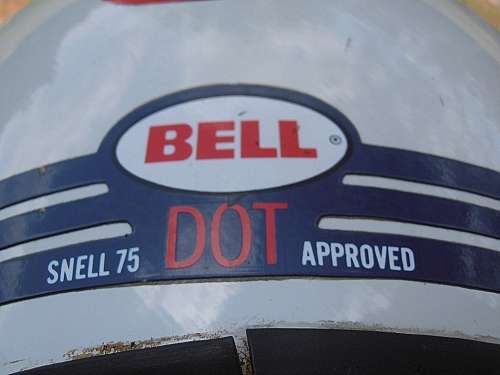 BELL ®
SNELL 75 DOT APPROVED